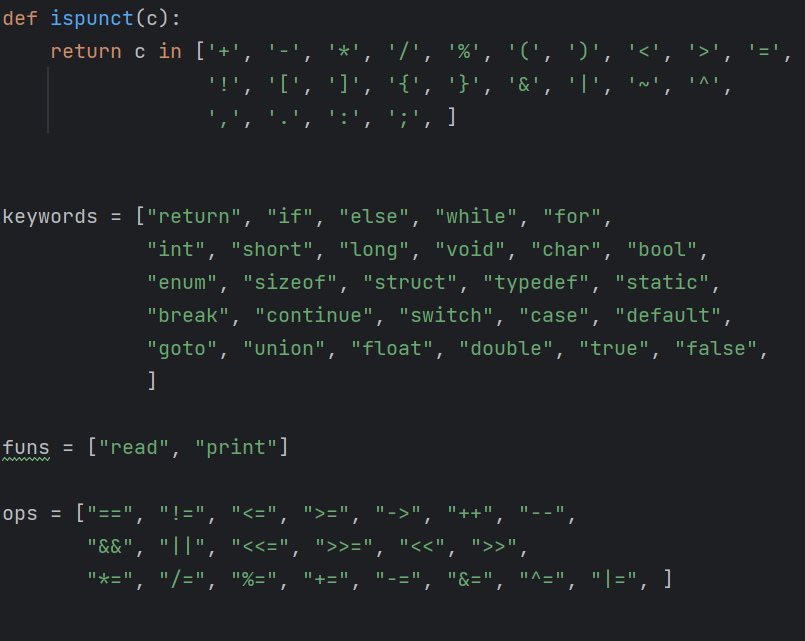 def ispunct(c):
    return c in ['+', '-', '*', '/', '%', '(', ')', '<', '>', '=',
                 '!', '[', ']', '{', '}', '&', '|', '~', '^',
                 ',', '.', ':', ';', ]
keywords = ["return", "if", "else", "while", "for",
            "int", "short", "long", "void", "char", "bool",
            "enum", "sizeof", "struct", "typedef", "static",
            "break", "continue", "switch", "case", "default",
            "goto", "union", "float", "double", "true", "false",
            ]
funs = ["read", "print"]
ops = ["==", "!=", "<=", ">=", "->", "++", "--",
       "&&", "||", "<<=", ">>=", "<<", ">>",
       "*=", "/=", "%=", "+=", "-=", "&=", "^=", "|=", ]